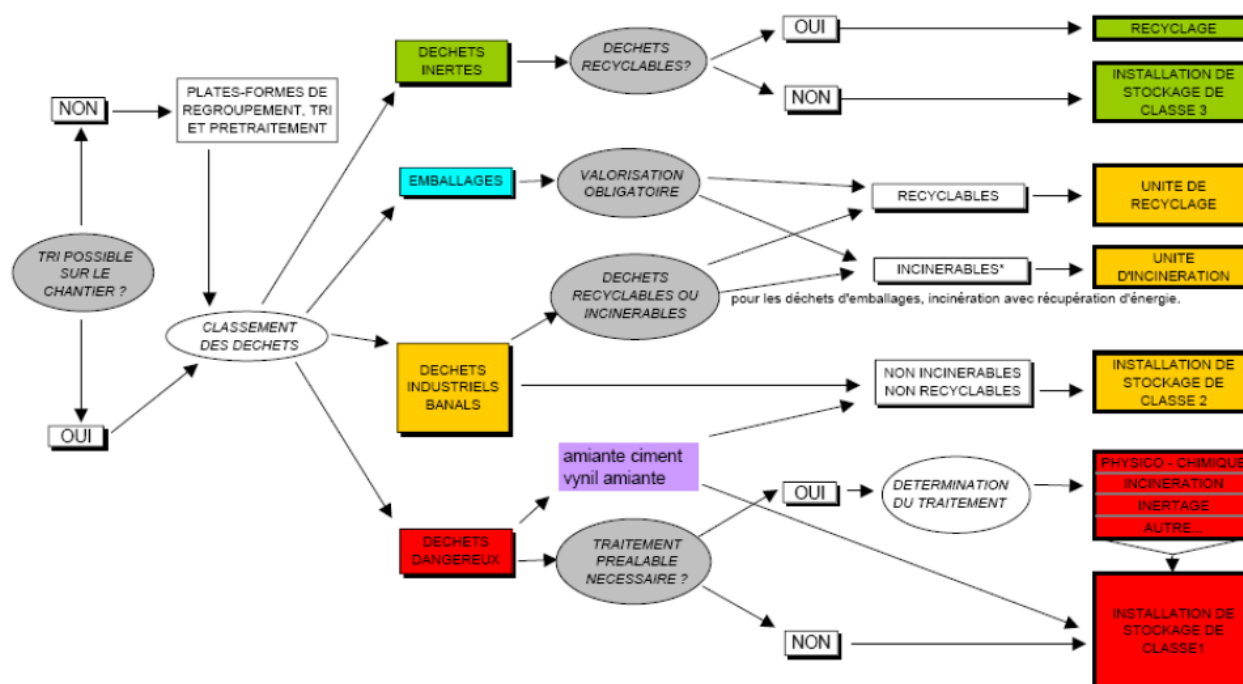 NON
PLATES-FORMES DE
REGROUPEMENT, TRI
ET PRETRAITEMENT
TRI POSSIBLE
SUR LE
CHANTIER ?
OUI
CLASSEMENT
DES DECHETS
DECHETS
INERTES
DECHETS
RECYCLABLES?
OUI
RECYCLAGE
NON
INSTALLATION DE
STOCKAGE DE
CLASSE 3
EMBALLAGES
VALORISATION
OBLIGATOIRE
RECYCLABLES
UNITE DE
RECYCLAGE
DECHETS
RECYCLABLES OU
INCINERABLES
INCINERABLES*
UNITE
D'INCINERATION
pour les déchets d'emballages, incinération avec récupération d'énergie.
DECHETS
INDUSTRIELS
BANALS
NON INCINERABLES
NON RECYCLABLES
INSTALLATION DE
STOCKAGE DE
CLASSE 2
amiante ciment
vynil amiante
DECHETS
DANGEREUX
TRAITEMENT
PREALABLE
NECESSAIRE ?
OUI
DETERMINATION
DU TRAITEMENT
PHYSICO - CHIMIQUE
INCINERATION
INERTAGE
AUTRE...
NON
INSTALLATION DE
STOCKAGE DE
CLASSE1